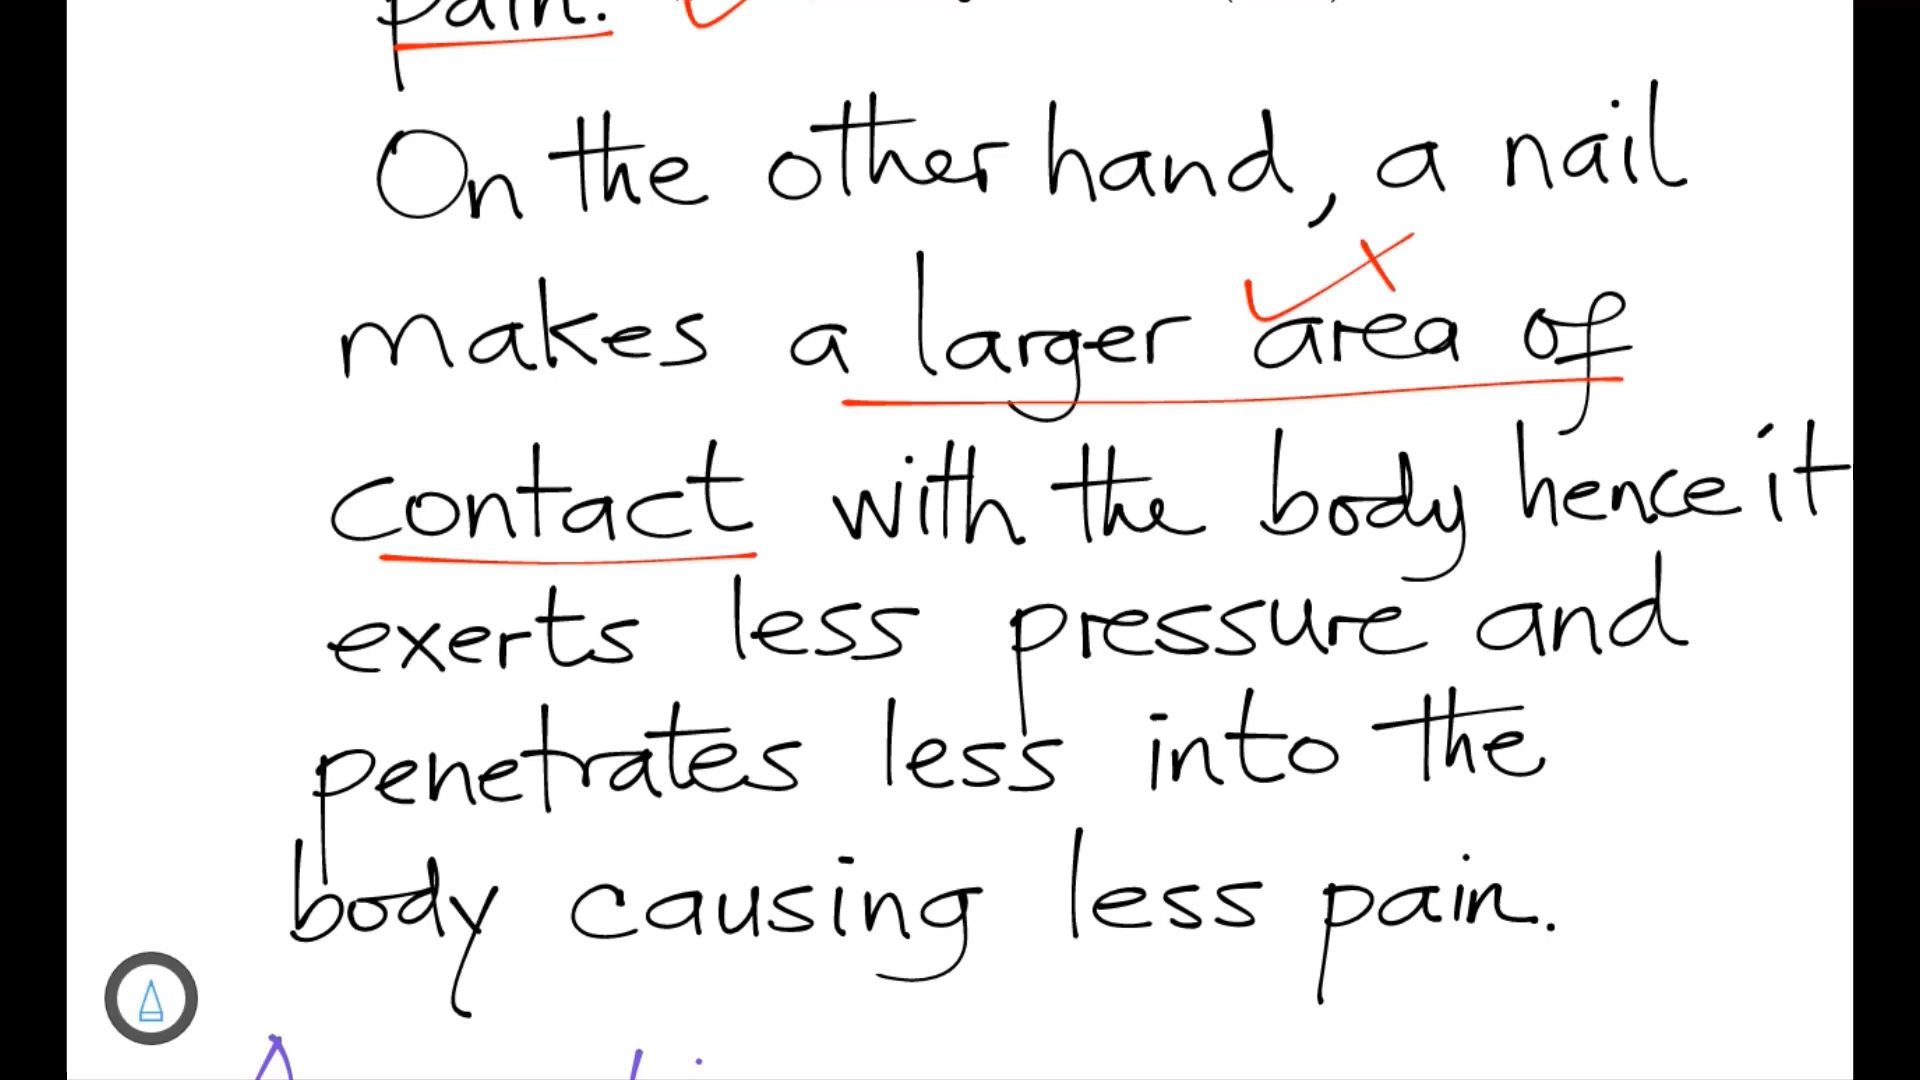 pain.
On the other hand, a nail
makes a larger area of
contact with the body hence it
exerts less pressure and
penetrates less into the
body causing less pain.